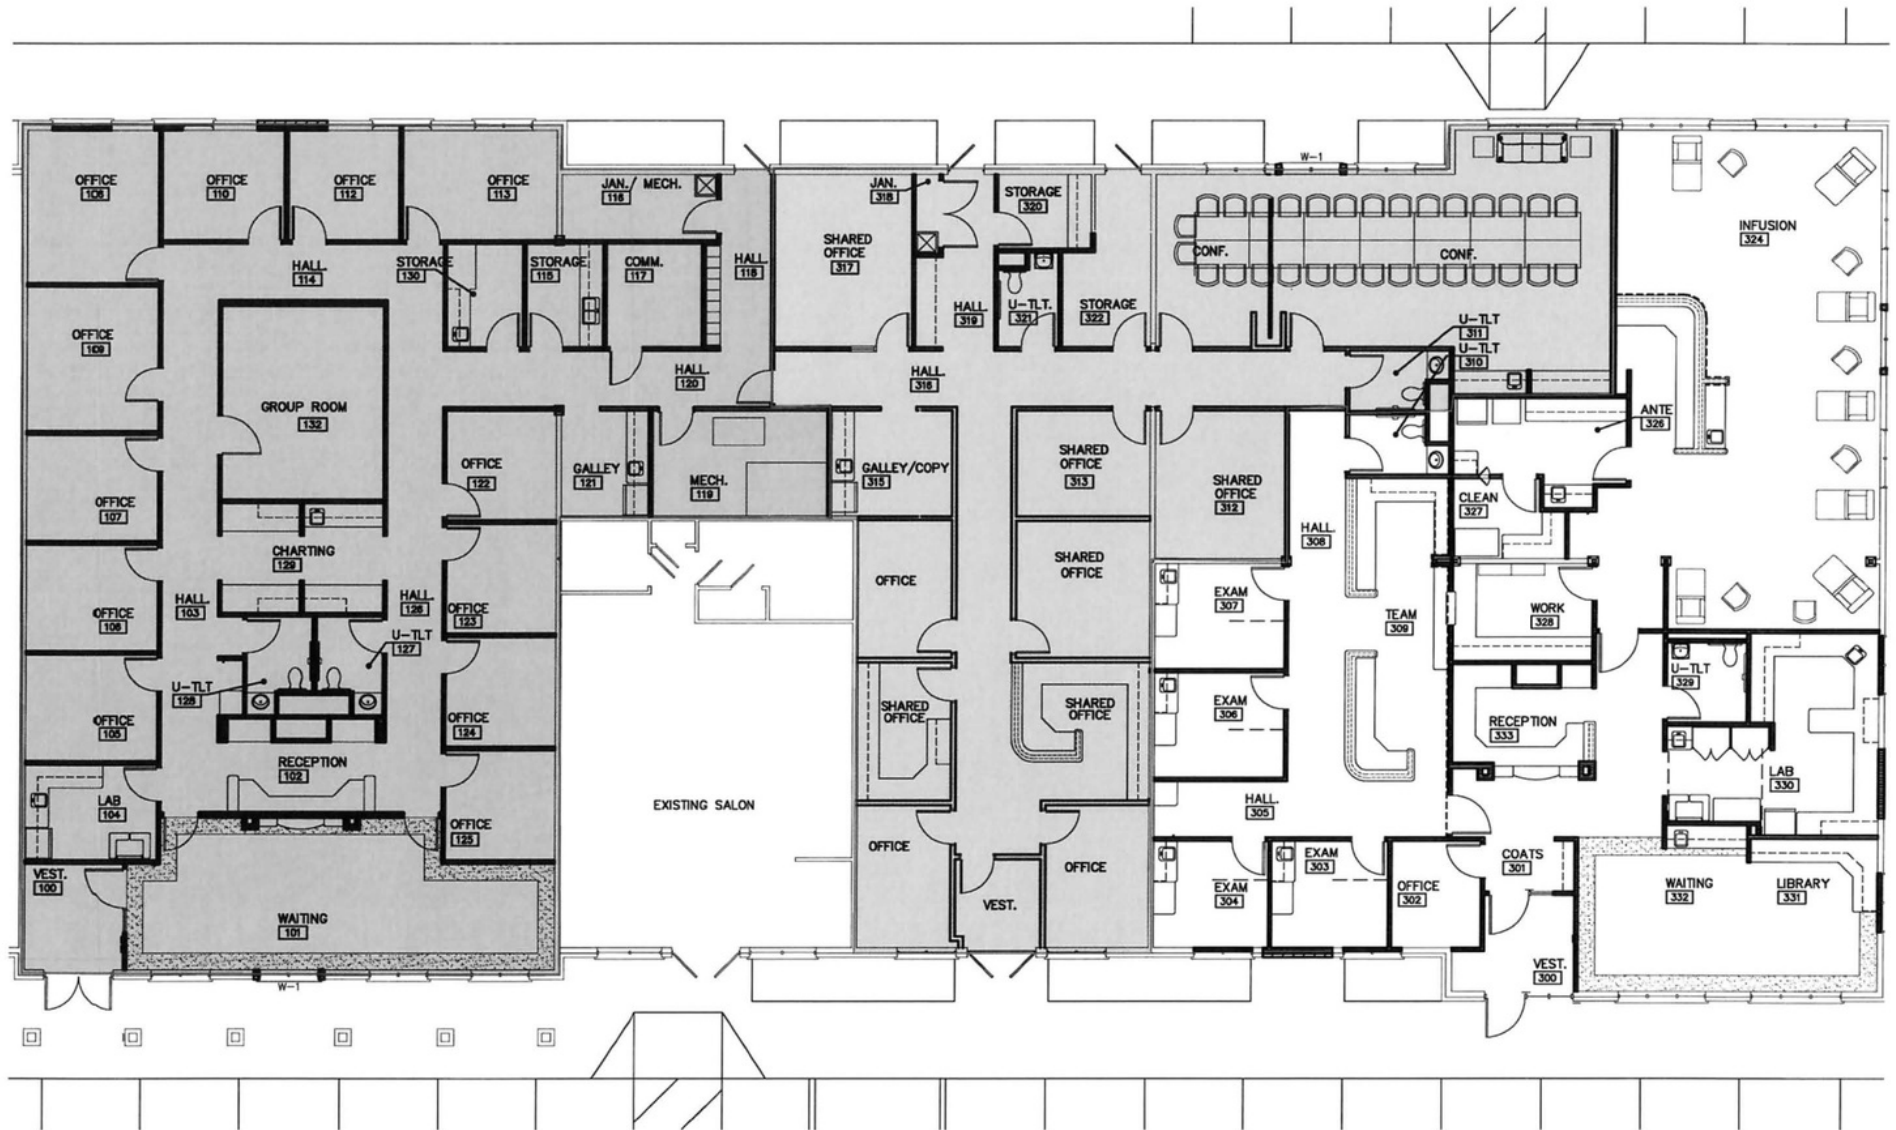 W-1
OFFICE
108
OFFICE
110
OFFICE
112
OFFICE
113
JAN./ MECH.
116
JAN.
318
STORAGE
320
SHARED
OFFICE
317
INFUSION
324
HALL.
114
STORAGE
130
STORAGE
115
COMM.
117
HALL.
118
CONF.
CONF.
HALL.
319
U-TLT.
321
STORAGE
322
U-TLT
311
U-TLT
310
OFFICE
109
HALL.
120
HALL.
316
GROUP ROOM
132
ANTE
326
OFFICE
122
GALLEY
121
MECH.
119
GALLEY/COPY
315
SHARED
OFFICE
313
SHARED
OFFICE
312
OFFICE
107
CLEAN
327
HALL.
308
CHARTING
129
OFFICE
SHARED
OFFICE
HALL.
103
HALL.
126
OFFICE
106
OFFICE
123
EXAM
307
TEAM
309
WORK
328
U-TLT
127
U-TLT
128
U-TLT
329
OFFICE
105
OFFICE
124
SHARED
OFFICE
SHARED
OFFICE
EXAM
306
RECEPTION
333
RECEPTION
102
LAB
330
LAB
104
EXISTING SALON
HALL.
305
OFFICE
125
OFFICE
OFFICE
EXAM
303
COATS
301
VEST.
100
EXAM
304
OFFICE
302
WAITING
332
LIBRARY
331
WAITING
101
VEST.
VEST.
300
W-1